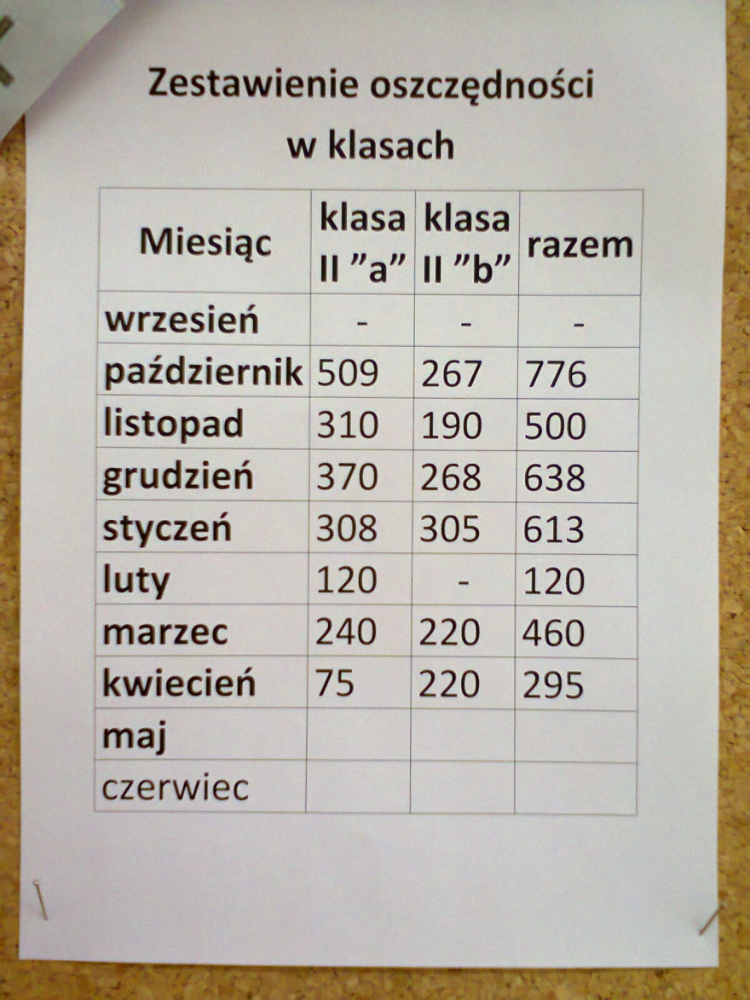 Zestawienie oszczędności
w klasach
Miesiąc klasa II ”a” klasa II ”b” razem
wrzesień - - -
październik 509 267 776
listopad 310 190 500
grudzień 370 268 638
styczeń 308 305 613
luty 120 - 120
marzec 240 220 460
kwiecień 75 220 295
maj
czerwiec